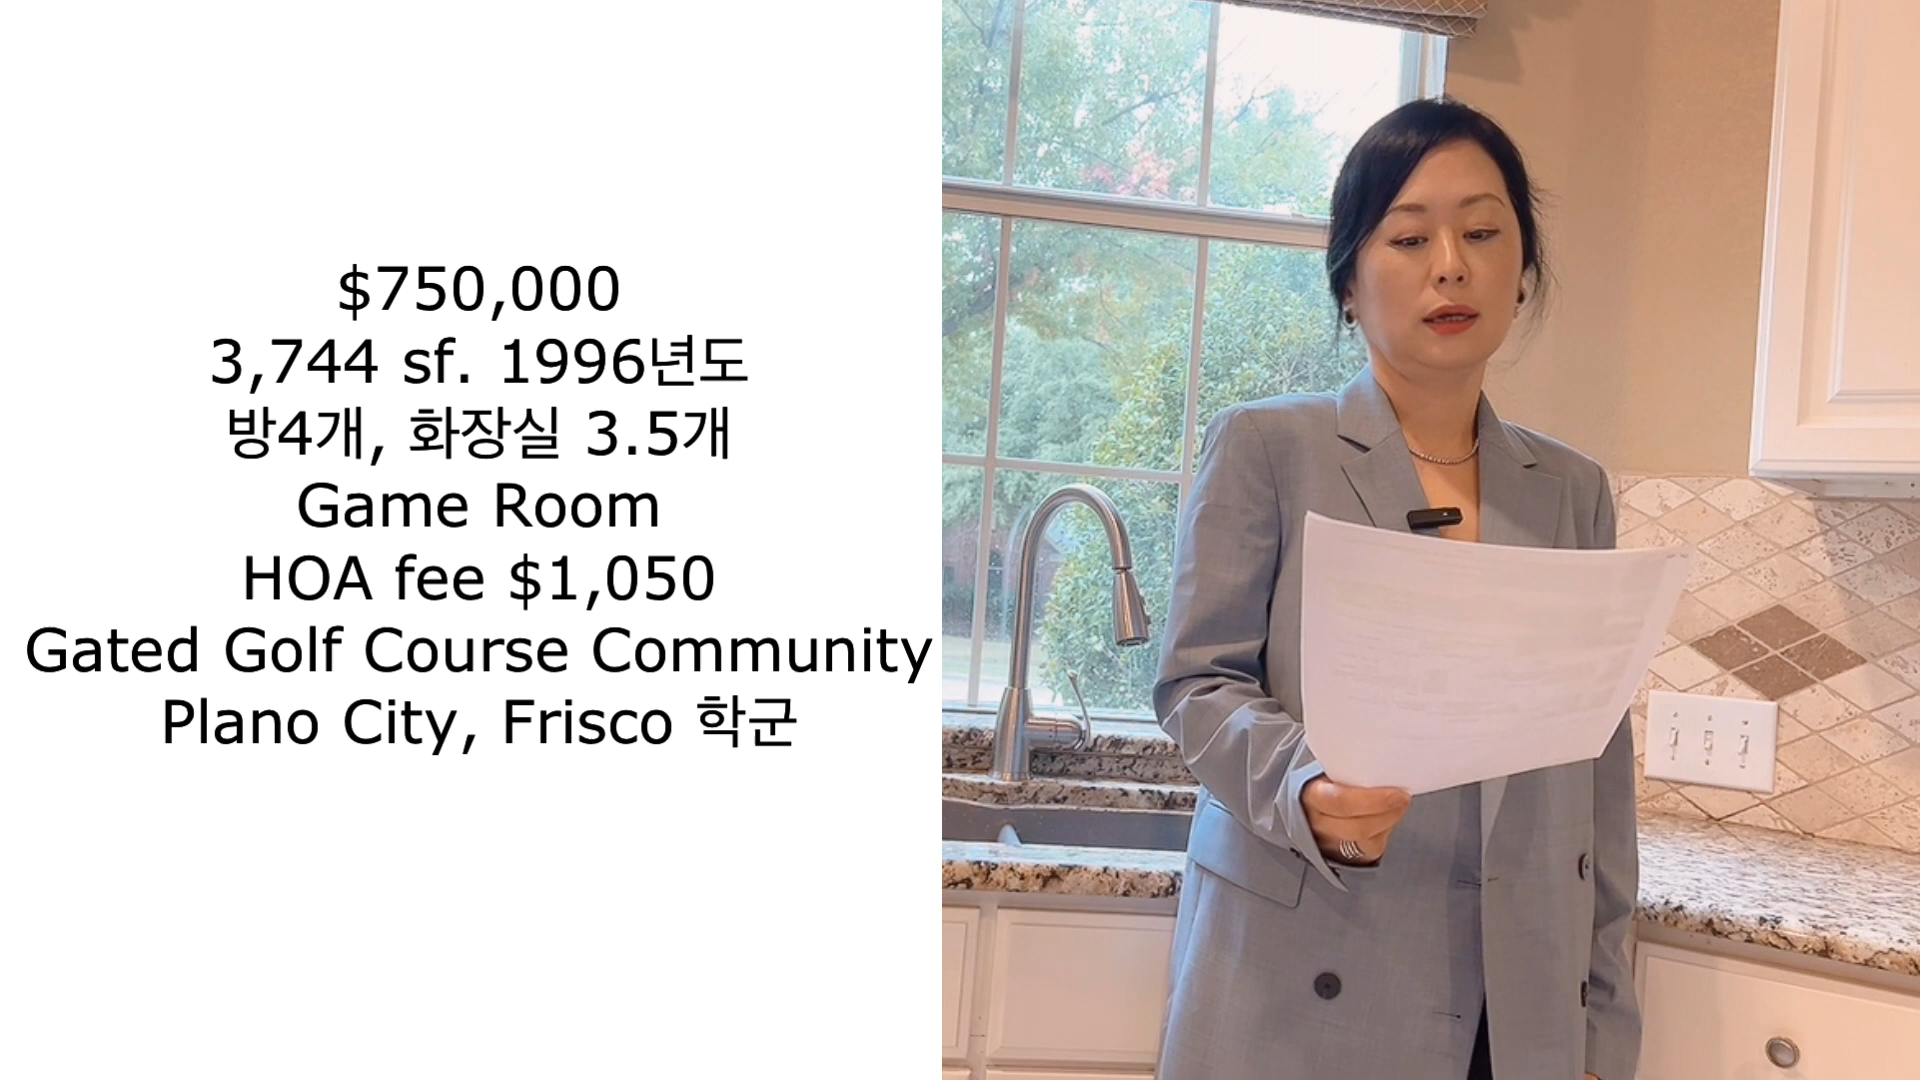 $750,000
3,744 sf. 1996년도
방4개, 화장실 3.5개
Game Room
HOA fee $1,050
Gated Golf Course Community
Plano City, Frisco 학군